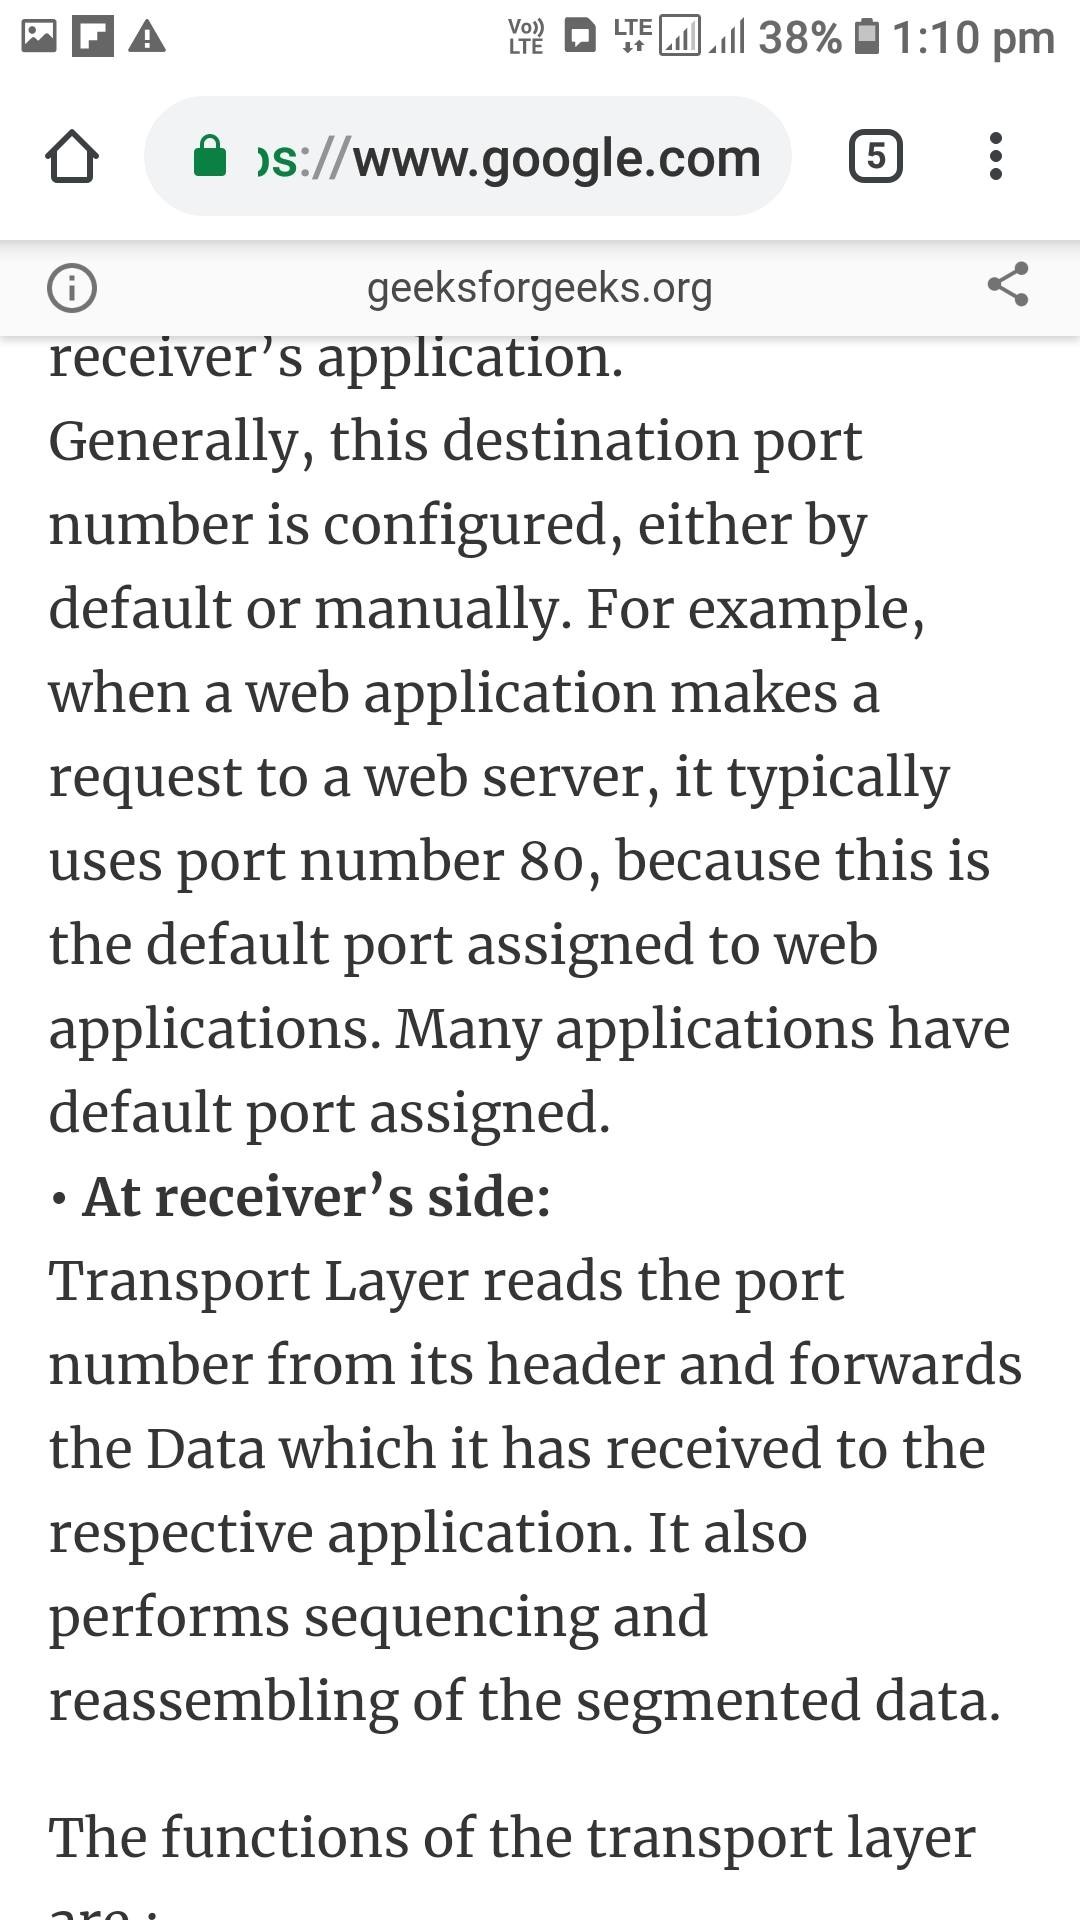 Vo)) LTE LTE 38% 1:10 pm
s://www.google.com 5
geeksforgeeks.org
receiver’s application.
Generally, this destination port
number is configured, either by
default or manually. For example,
when a web application makes a
request to a web server, it typically
uses port number 80, because this is
the default port assigned to web
applications. Many applications have
default port assigned.
• At receiver’s side:
Transport Layer reads the port
number from its header and forwards
the Data which it has received to the
respective application. It also
performs sequencing and
reassembling of the segmented data.
The functions of the transport layer
are :